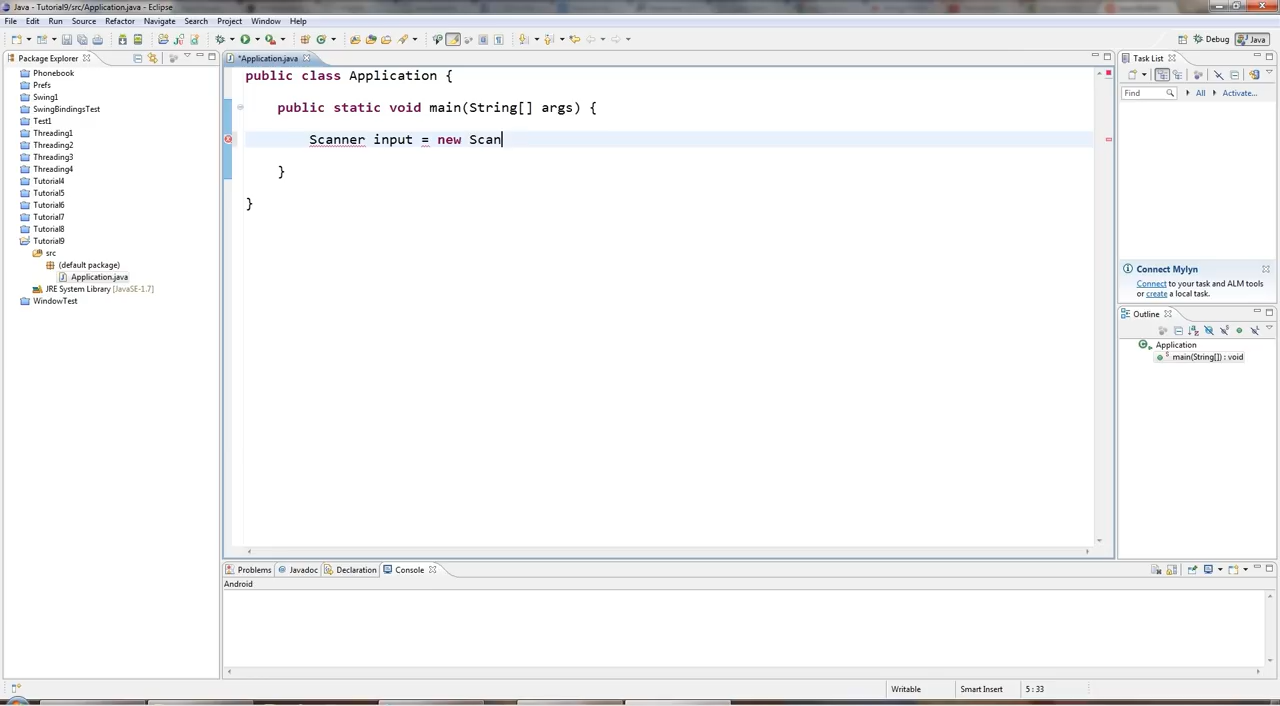 Java - Tutorial9/src/Application.java - Eclipse
File Edit Run Source Refactor Navigate Search Project Window Help
Debug Java
Package Explorer
Phonebook
Prefs
Swing1
SwingBindingsTest
Test1
Threading1
Threading2
Threading3
Threading4
Tutorial4
Tutorial5
Tutorial6
Tutorial7
Tutorial8
Tutorial9
src
(default package)
Application.java
JRE System Library [JavaSE-1.7]
WindowTest
*Application.java
public class Application {
public static void main(String[] args) {
Scanner input = new Scan
}
}
Task List
Find All Activate...
Connect Mylyn
Connect to your task and ALM tools
or create a local task.
Outline
Application
main(String[]) : void
Problems Javadoc Declaration Console
Android
Writable Smart Insert 5 : 33